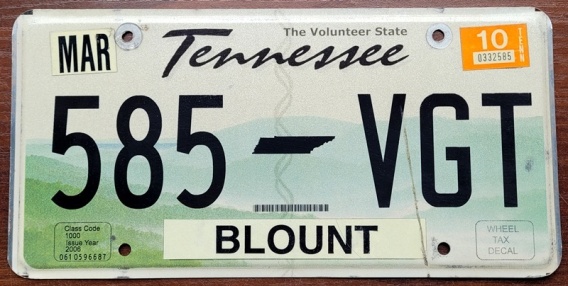 The Volunteer State
MAR
Tennessee
10
TENN
0332585
585 VGT
Class Code
1000
Issue Year
2006
0610596687
BLOUNT
WHEEL
TAX
DECAL